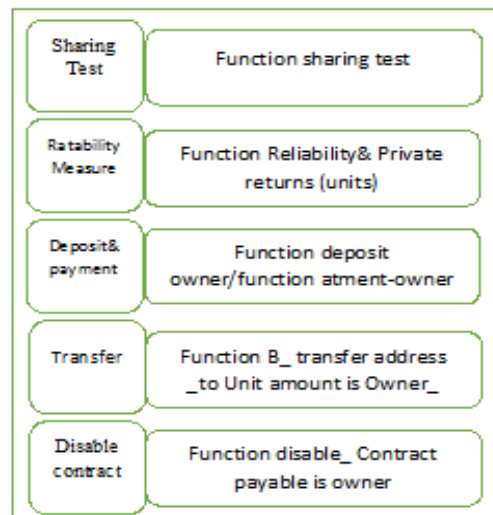 Sharing
Test
Function sharing test
Ratability
Measure
Function Reliability& Private
returns (units)
Deposit&
payment
Function deposit
owner/function atment-owner
Transfer
Function B_ transfer address
_to Unit amount is Owner_
Disable
contract
Function disable_ Contract
payable is owner